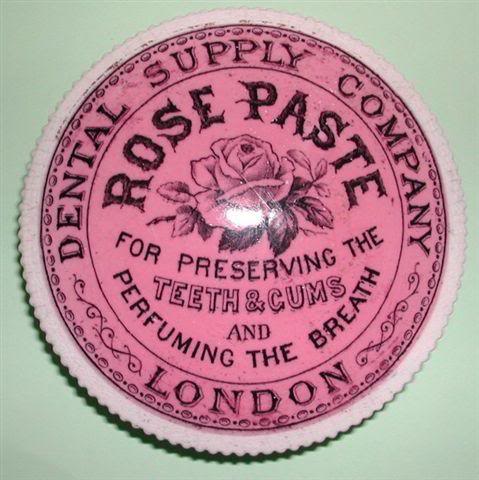 DENTAL SUPPLY COMPANY
ROSE PASTE
FOR PRESERVING THE
TEETH & GUMS
AND
PERFUMING THE BREATH
LONDON